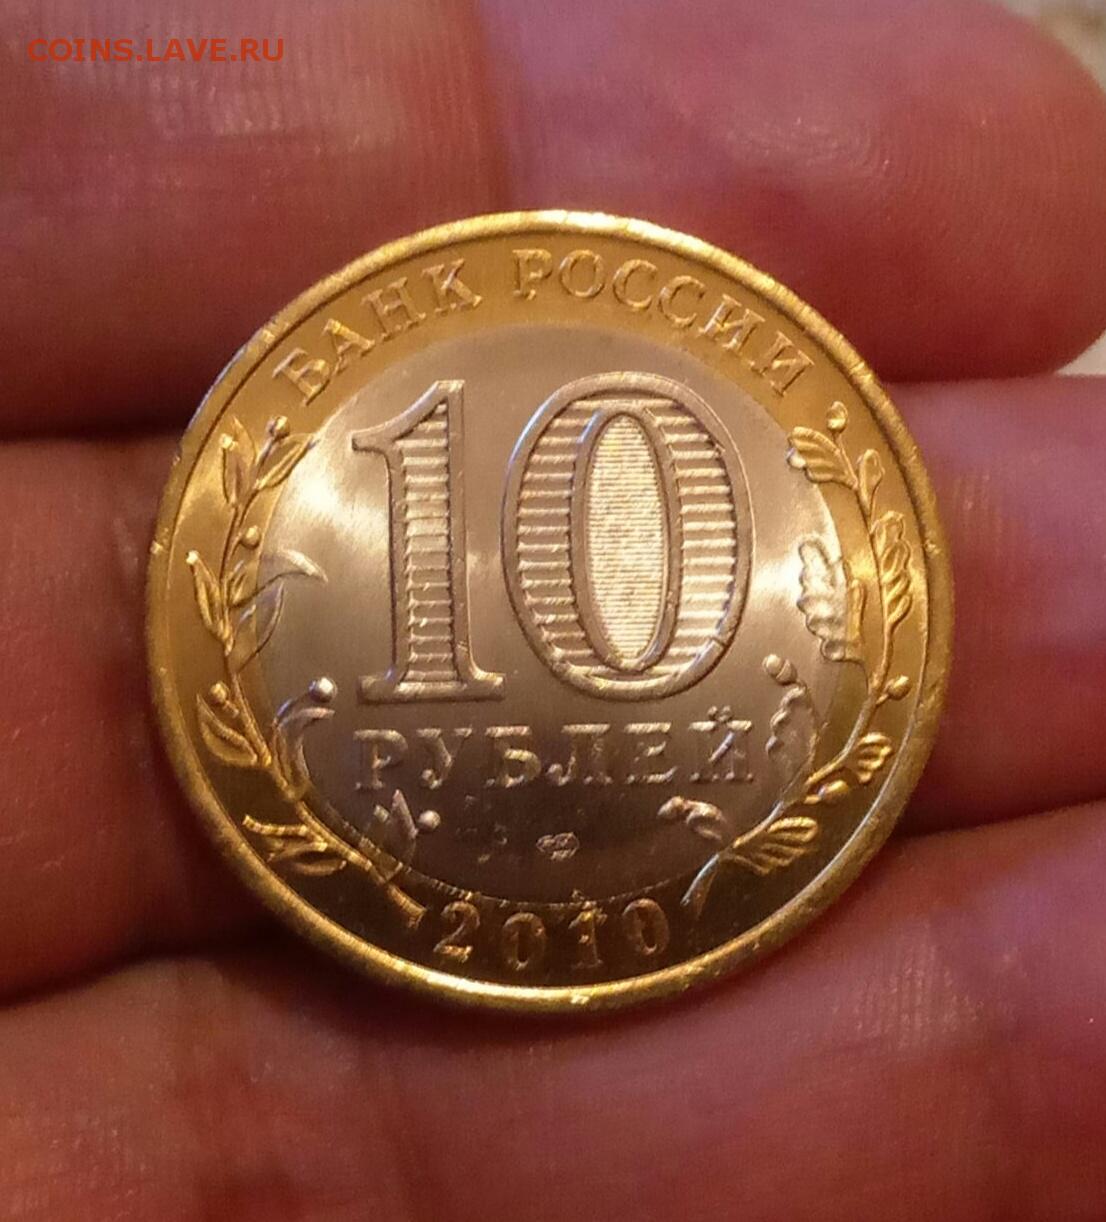 COINS.LAVE.RU
БАНК РОССИИ
10
РУБЛЕЙ
2010